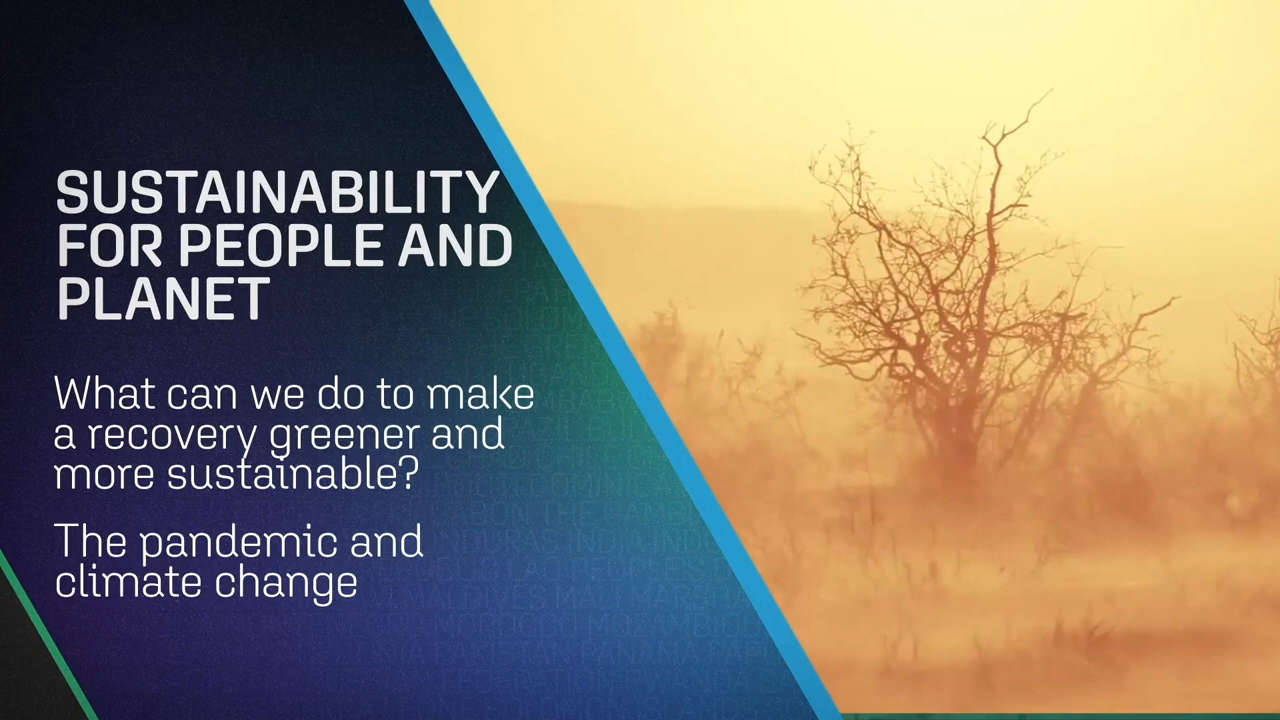 SUSTAINABILITY
FOR PEOPLE AND
PLANET
What can we do to make
a recovery greener and
more sustainable?
The pandemic and
climate change